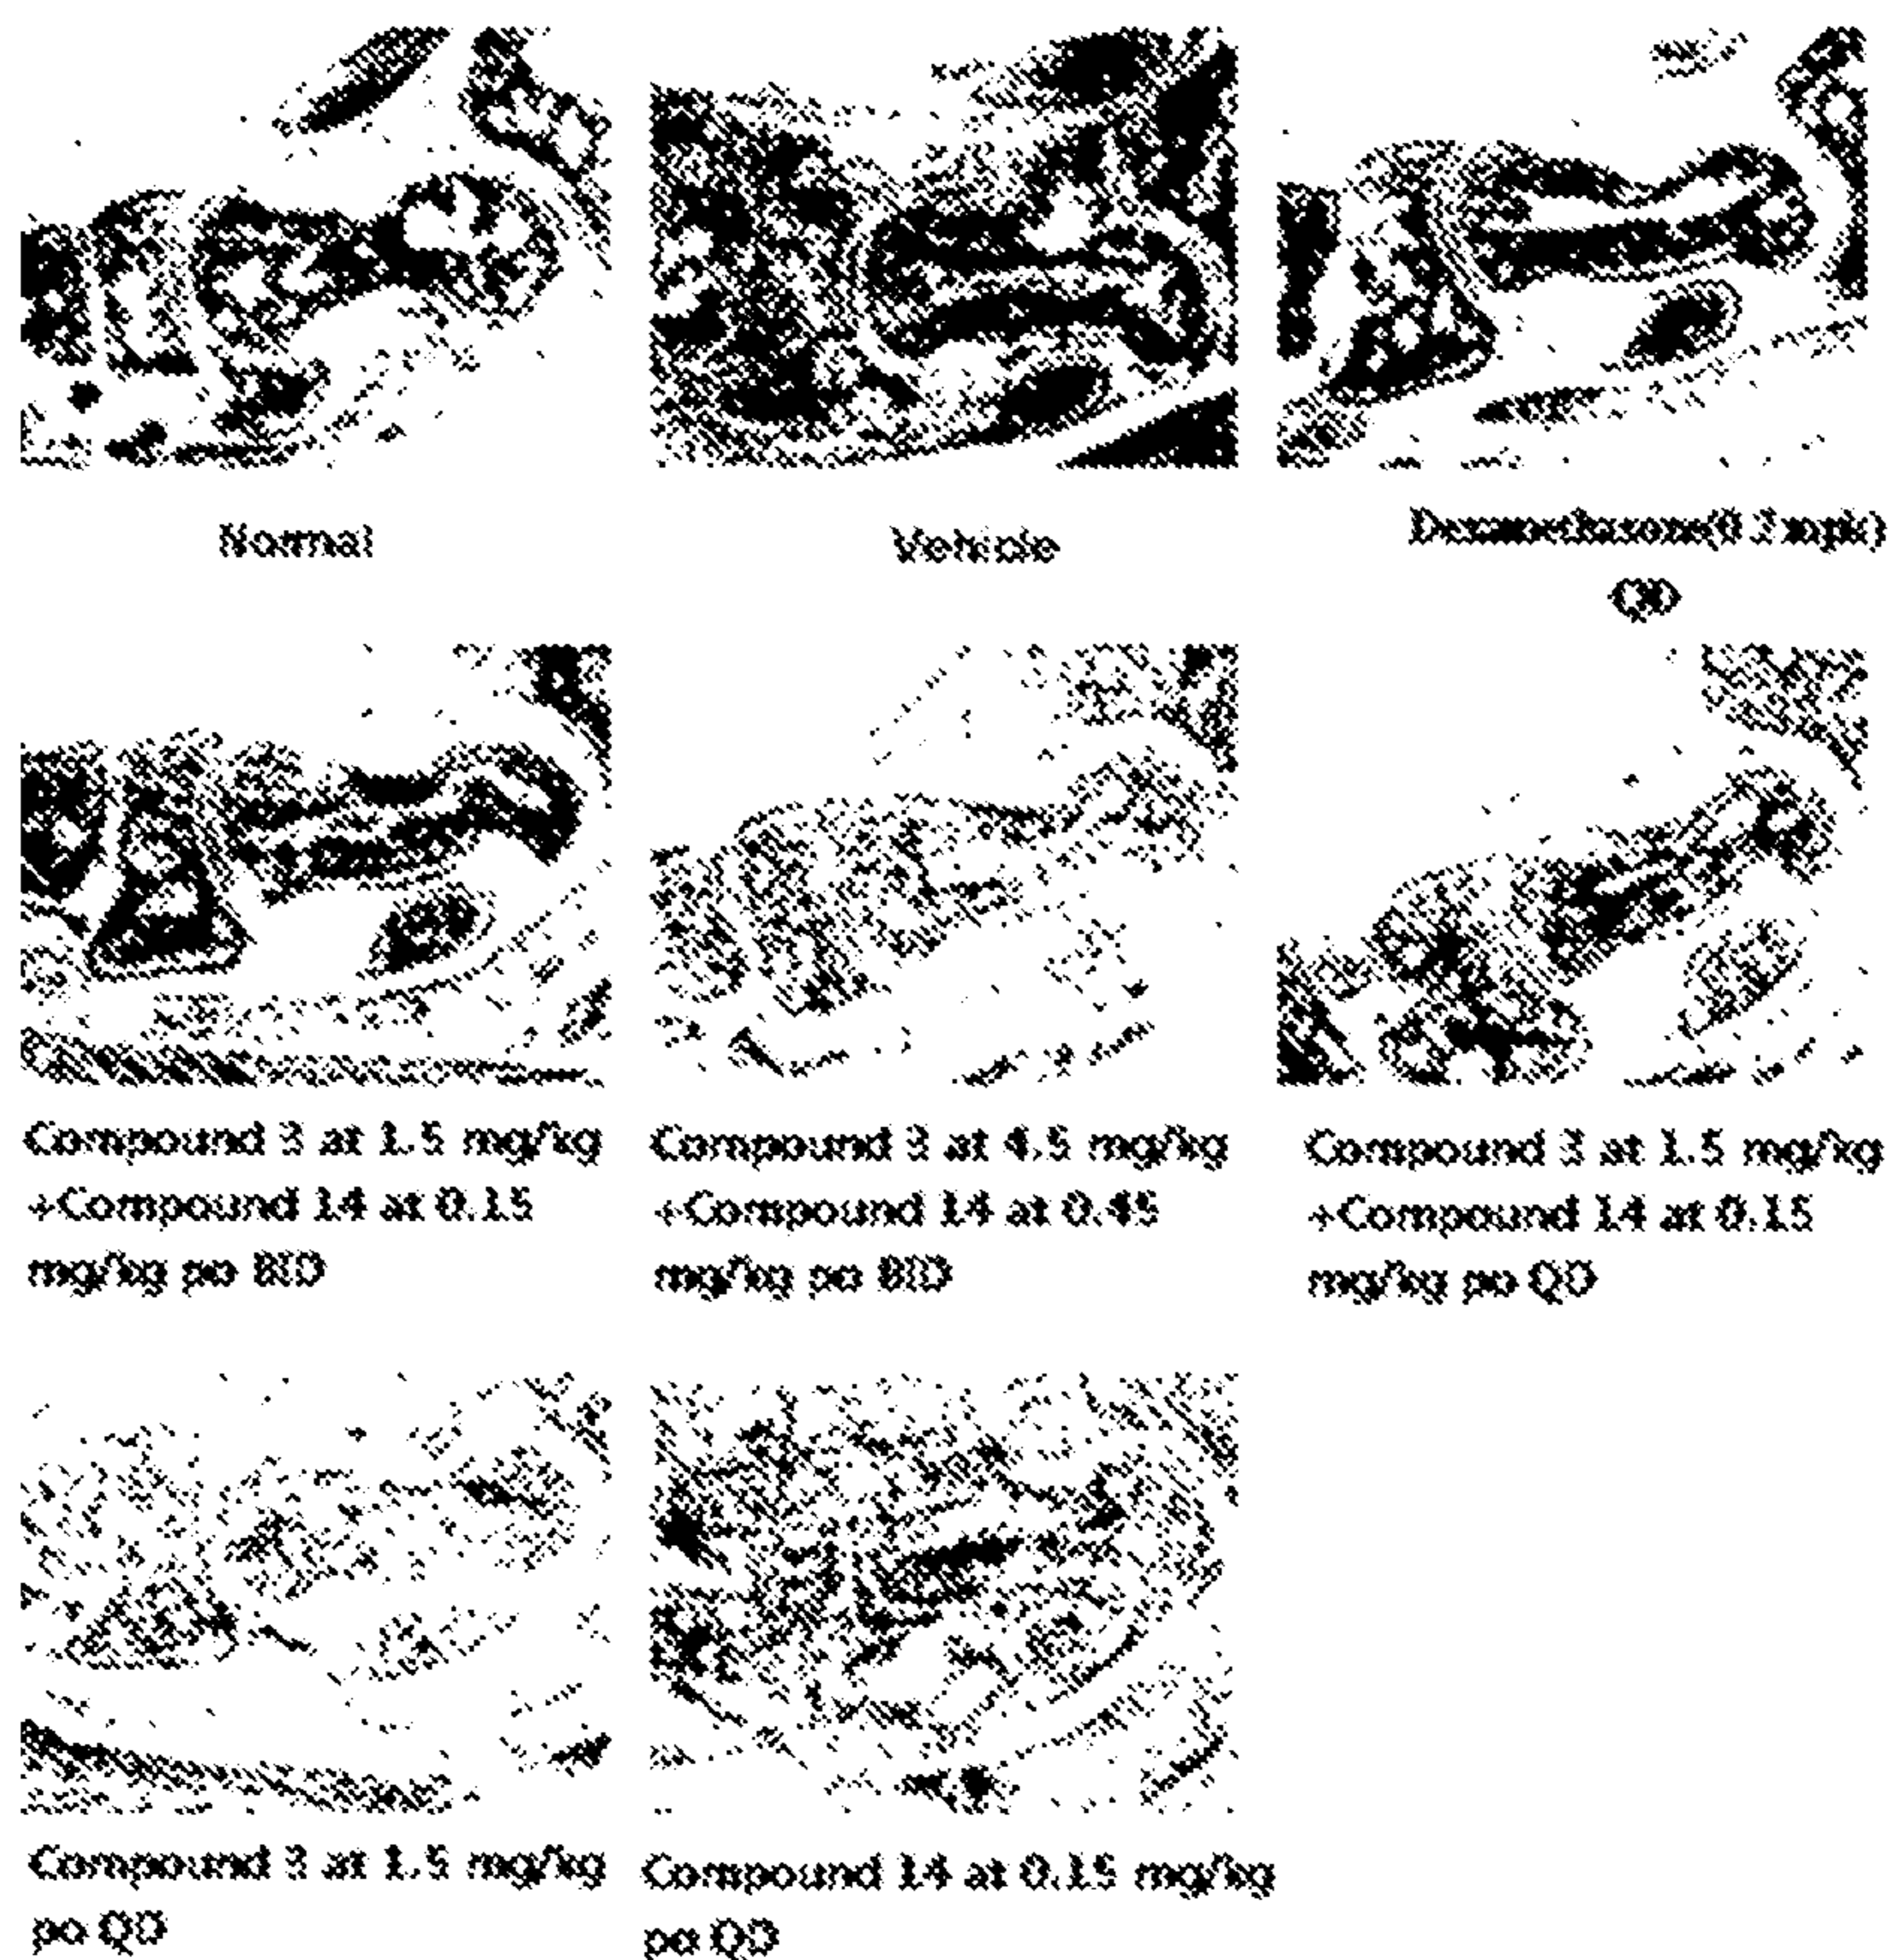 Normal
Vehicle
Dexamethasone(0.2mpk)
QD
Compound 3 at 1.5 mg/kg
+Compound 14 at 0.15
mg/kg po BID
Compound 3 at 4.5 mg/kg
+Compound 14 at 0.45
mg/kg po BID
Compound 3 at 1.5 mg/kg
+Compound 14 at 0.15
mg/kg po QD
Compound 3 at 1.5 mg/kg
po QD
Compound 14 at 0.15 mg/kg
po QD